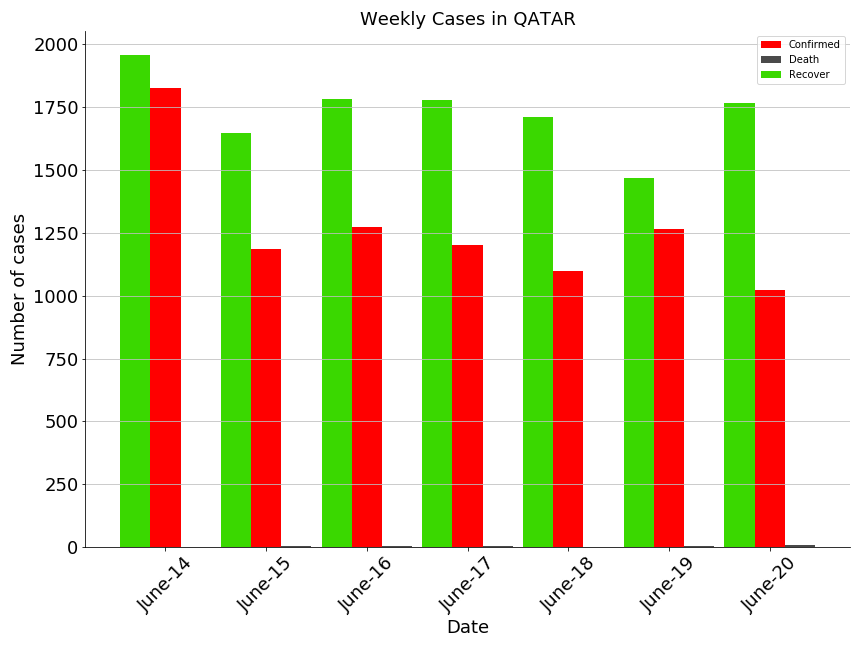 Weekly Cases in QATAR
Confirmed
Death
Recover
Number of cases
2000
1750
1500
1250
1000
750
500
250
0
June-14
June-15
June-16
June-17
June-18
June-19
June-20
Date